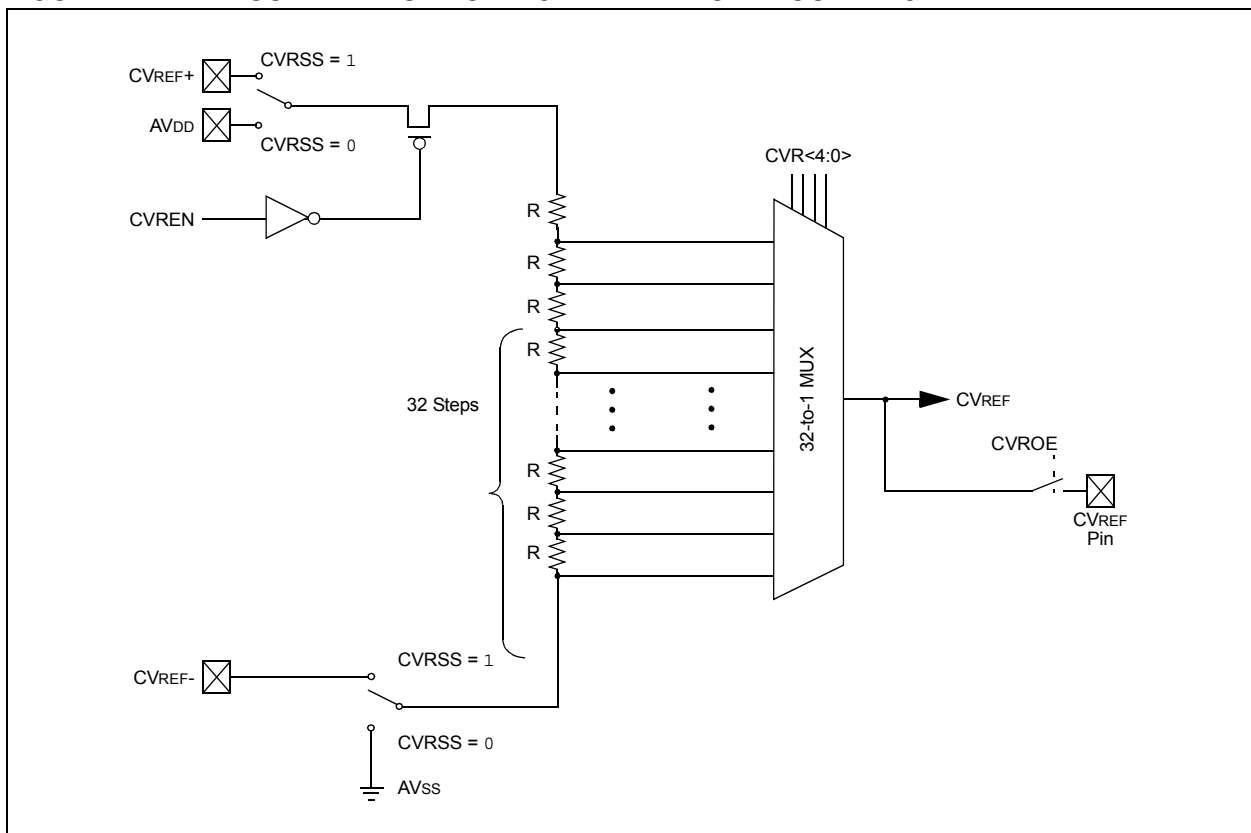 CVREF+
CVRSS = 1
AVDD
CVRSS = 0
CVREN
CVR<4:0>
R
R
R
R
32 Steps
R
R
R
32-to-1 MUX
CVREF
CVROE
CVREF
Pin
CVREF-
CVRSS = 1
CVRSS = 0
AVSS